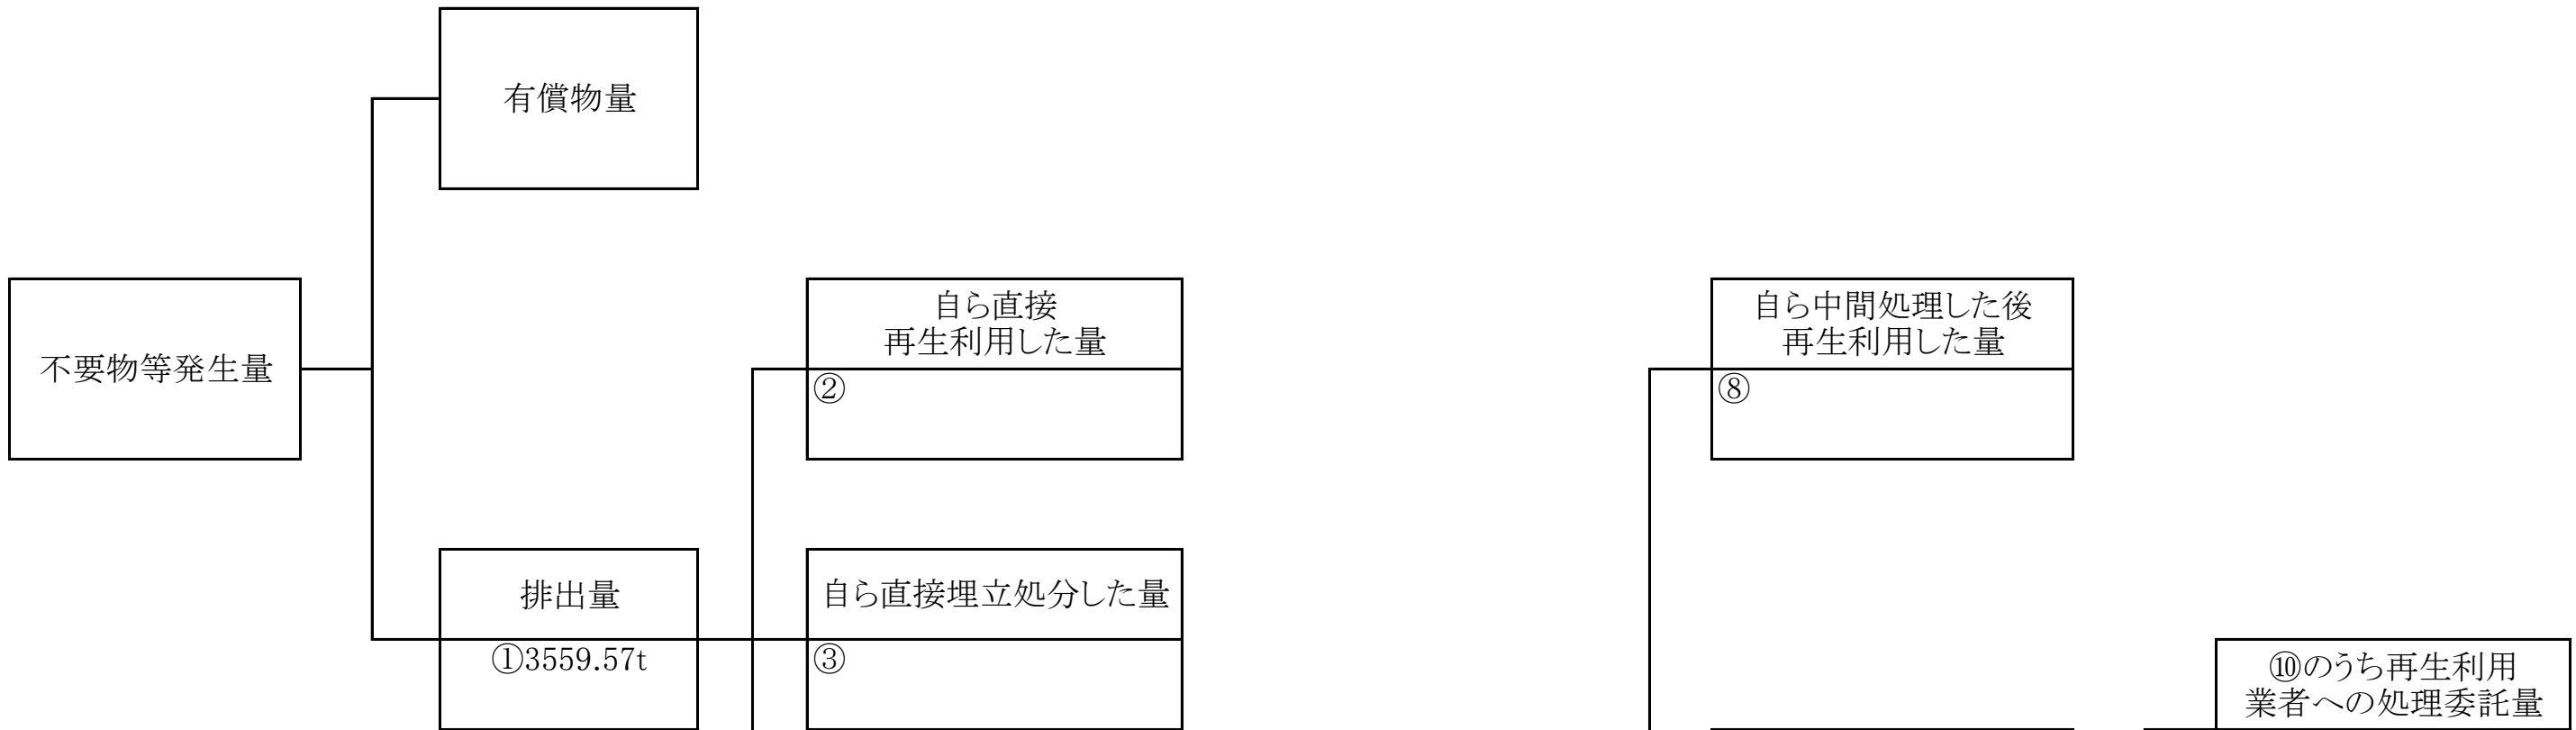 有償物量
不要物等発生量
自ら直接
再生利用した量
②
自ら中間処理した後
再生利用した量
⑧
排出量
①3559.57t
自ら直接埋立処分した量
③
⑩のうち再生利用
業者への処理委託量